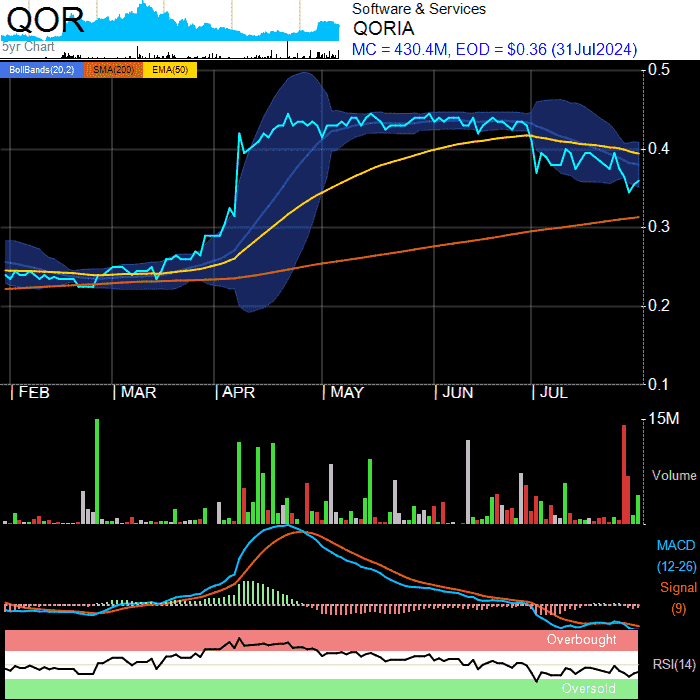 QOR
5yr Chart
Software & Services
QORIA
MC = 430.4M, EOD = $0.36 (31Jul2024)
BollBands(20,2) SMA(200) EMA(50)
0.5
0.4
0.3
0.2
0.1
FEB MAR APR MAY JUN JUL
15M
Volume
MACD
(12-26)
Signal
(9)
Overbought
RSI(14)
Oversold